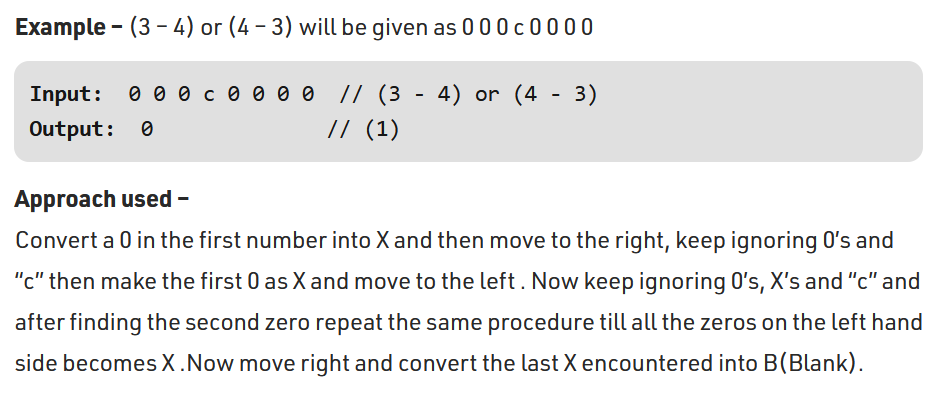 Example – (3 – 4) or (4 – 3) will be given as 0 0 0 c 0 0 0 0
Input: 0 0 0 c 0 0 0 0 // (3 - 4) or (4 - 3)
Output: 0 // (1)
Approach used –
Convert a 0 in the first number into X and then move to the right, keep ignoring 0's and
“c” then make the first 0 as X and move to the left . Now keep ignoring 0's, X's and “c” and
after finding the second zero repeat the same procedure till all the zeros on the left hand
side becomes X .Now move right and convert the last X encountered into B(Blank).